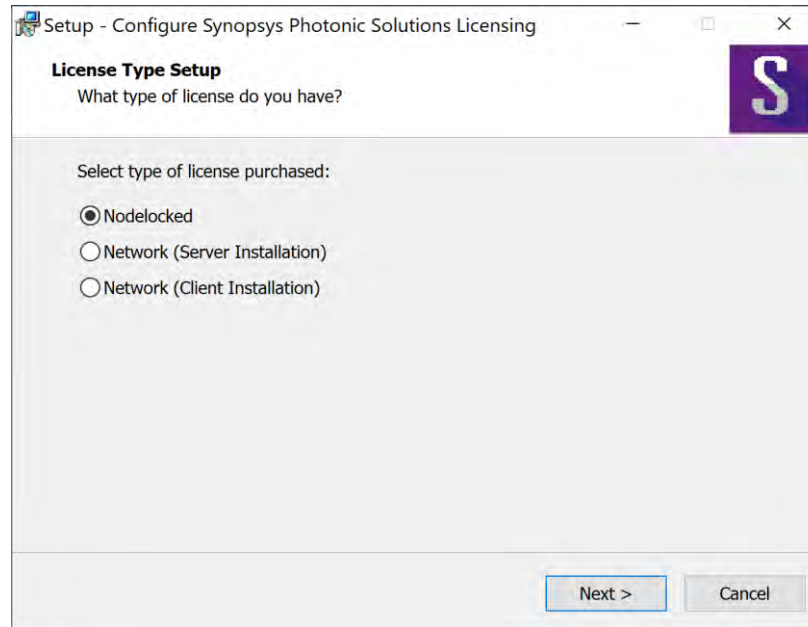 Setup - Configure Synopsys Photonic Solutions Licensing
License Type Setup
What type of license do you have?
S
Select type of license purchased:
Nodelocked
Network (Server Installation)
Network (Client Installation)
Next >
Cancel